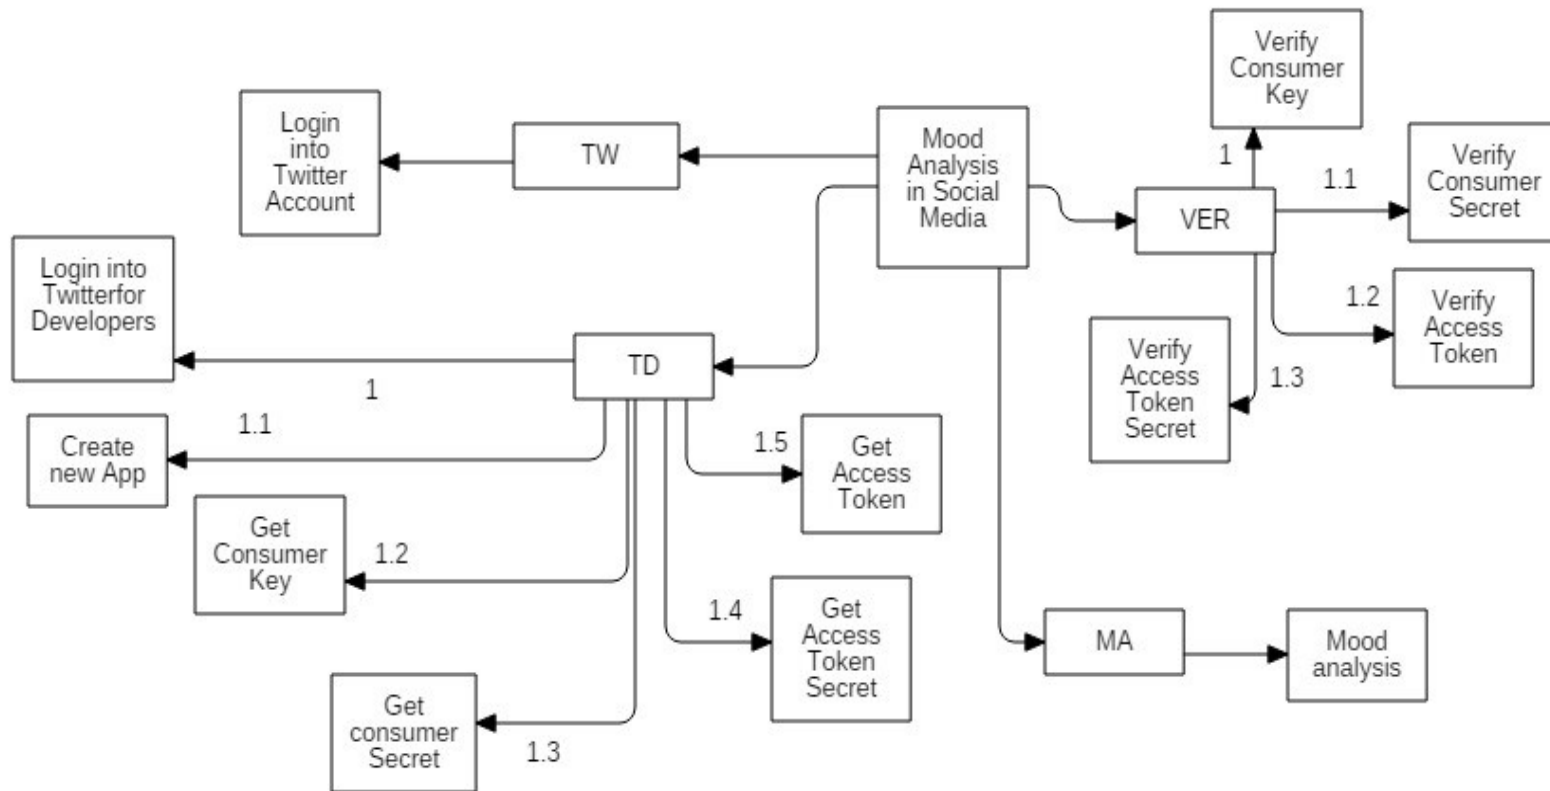 Verify
Consumer
Key
Login
into
Twitter
Account
TW
Mood
Analysis
in Social
Media
1
1.1
Verify
Consumer
Secret
VER
Login into
Twitterfor
Developers
1.2
Verify
Access
Token
Verify
Access
Token
Secret
1.3
TD
1
1.1
Create
new App
1.5
Get
Access
Token
Get
Consumer
Key
1.2
1.4
Get
Access
Token
Secret
MA
Mood
analysis
Get
consumer
Secret
1.3